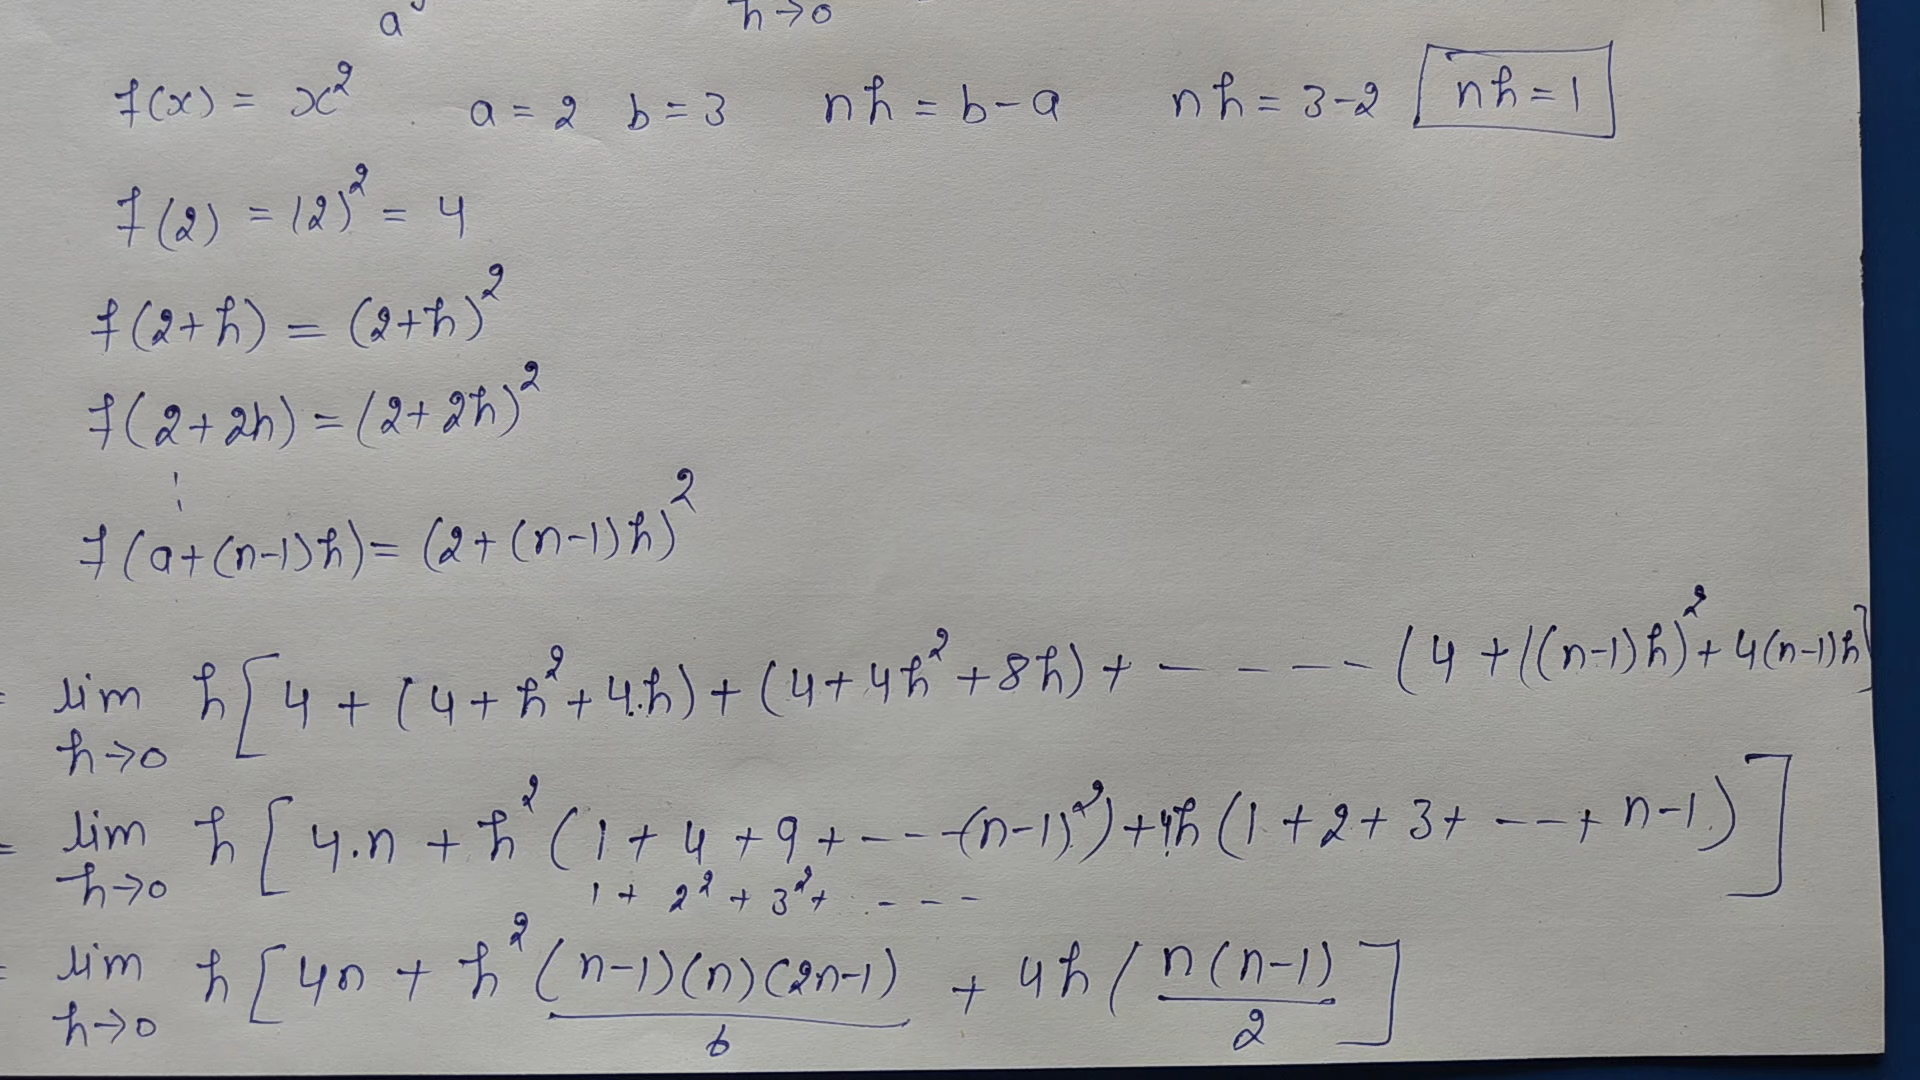 a h→0
f(x) = x² a = 2 b = 3 nh = b - a nh = 3-2 nh = 1
f(2) = (2)² = 4
f(2+h) = (2+h)²
f(2+2h) = (2+2h)²
f(a+(n-1)h) = (2+(n-1)h)²
= lim h→0 h[4 + (4+h²+4.h) + (4+4h²+8h) + ---- (4 + ((n-1)h)² + 4(n-1)h]
= lim h→0 h[4.n + h²(1+4+9+---(n-1)²) + 4h(1+2+3+---+ n-1)]
1 + 2² + 3² + ---
= lim h→0 h[4n + h²(n-1)(n)(2n-1)/6 + 4h(n(n-1)/2]